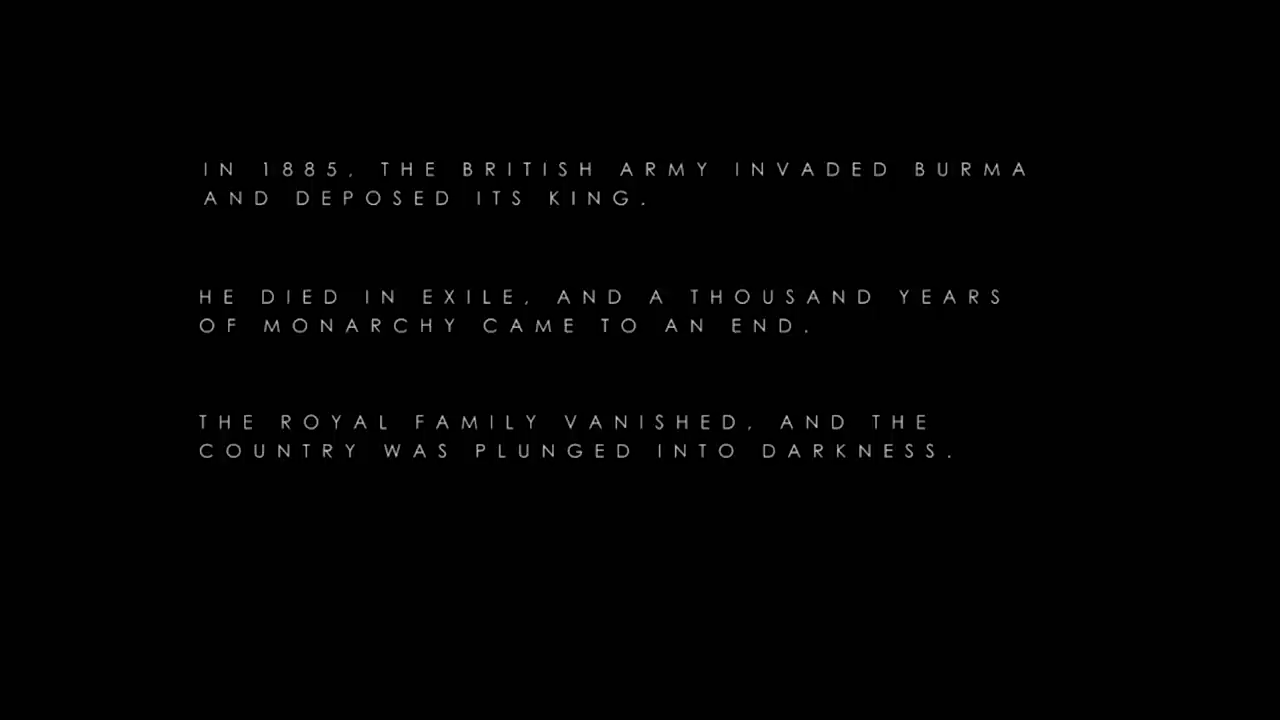 IN 1885, THE BRITISH ARMY INVADED BURMA
AND DEPOSED ITS KING.
HE DIED IN EXILE, AND A THOUSAND YEARS
OF MONARCHY CAME TO AN END.
THE ROYAL FAMILY VANISHED, AND THE
COUNTRY WAS PLUNGED INTO DARKNESS.